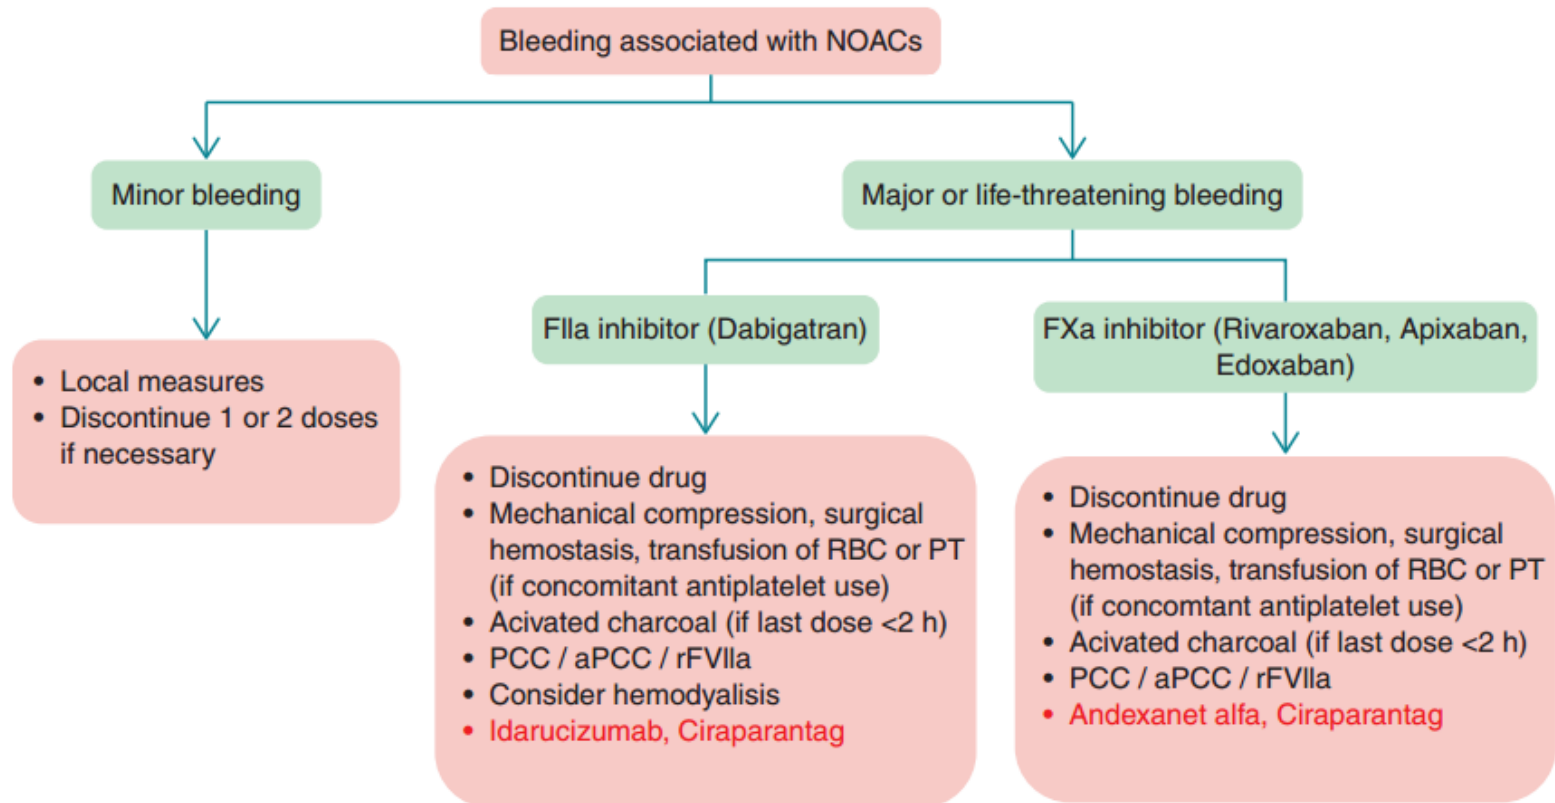 Bleeding associated with NOACs
Minor bleeding
Major or life-threatening bleeding
FIIa inhibitor (Dabigatran)
FXa inhibitor (Rivaroxaban, Apixaban,
Edoxaban)
• Local measures
• Discontinue 1 or 2 doses
if necessary
• Discontinue drug
• Mechanical compression, surgical
hemostasis, transfusion of RBC or PT
(if concomitant antiplatelet use)
• Acivated charcoal (if last dose <2 h)
• PCC / aPCC / rFVIIa
• Consider hemodyalisis
• Idarucizumab, Ciraparantag
• Discontinue drug
• Mechanical compression, surgical
hemostasis, transfusion of RBC or PT
(if concomtant antiplatelet use)
• Acivated charcoal (if last dose <2 h)
• PCC / aPCC / rFVIIa
• Andexanet alfa, Ciraparantag